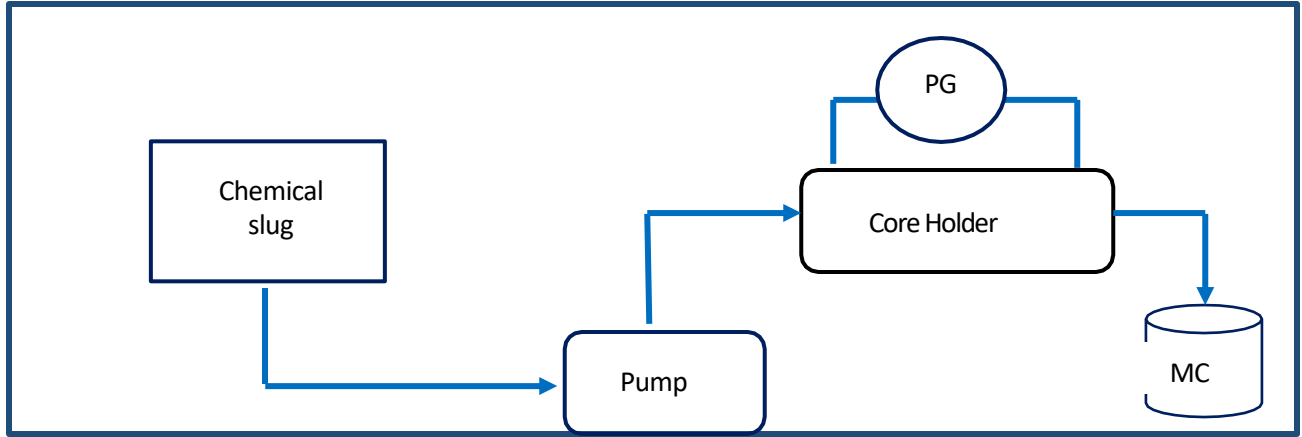 PG
Chemical
slug
Core Holder
Pump
MC